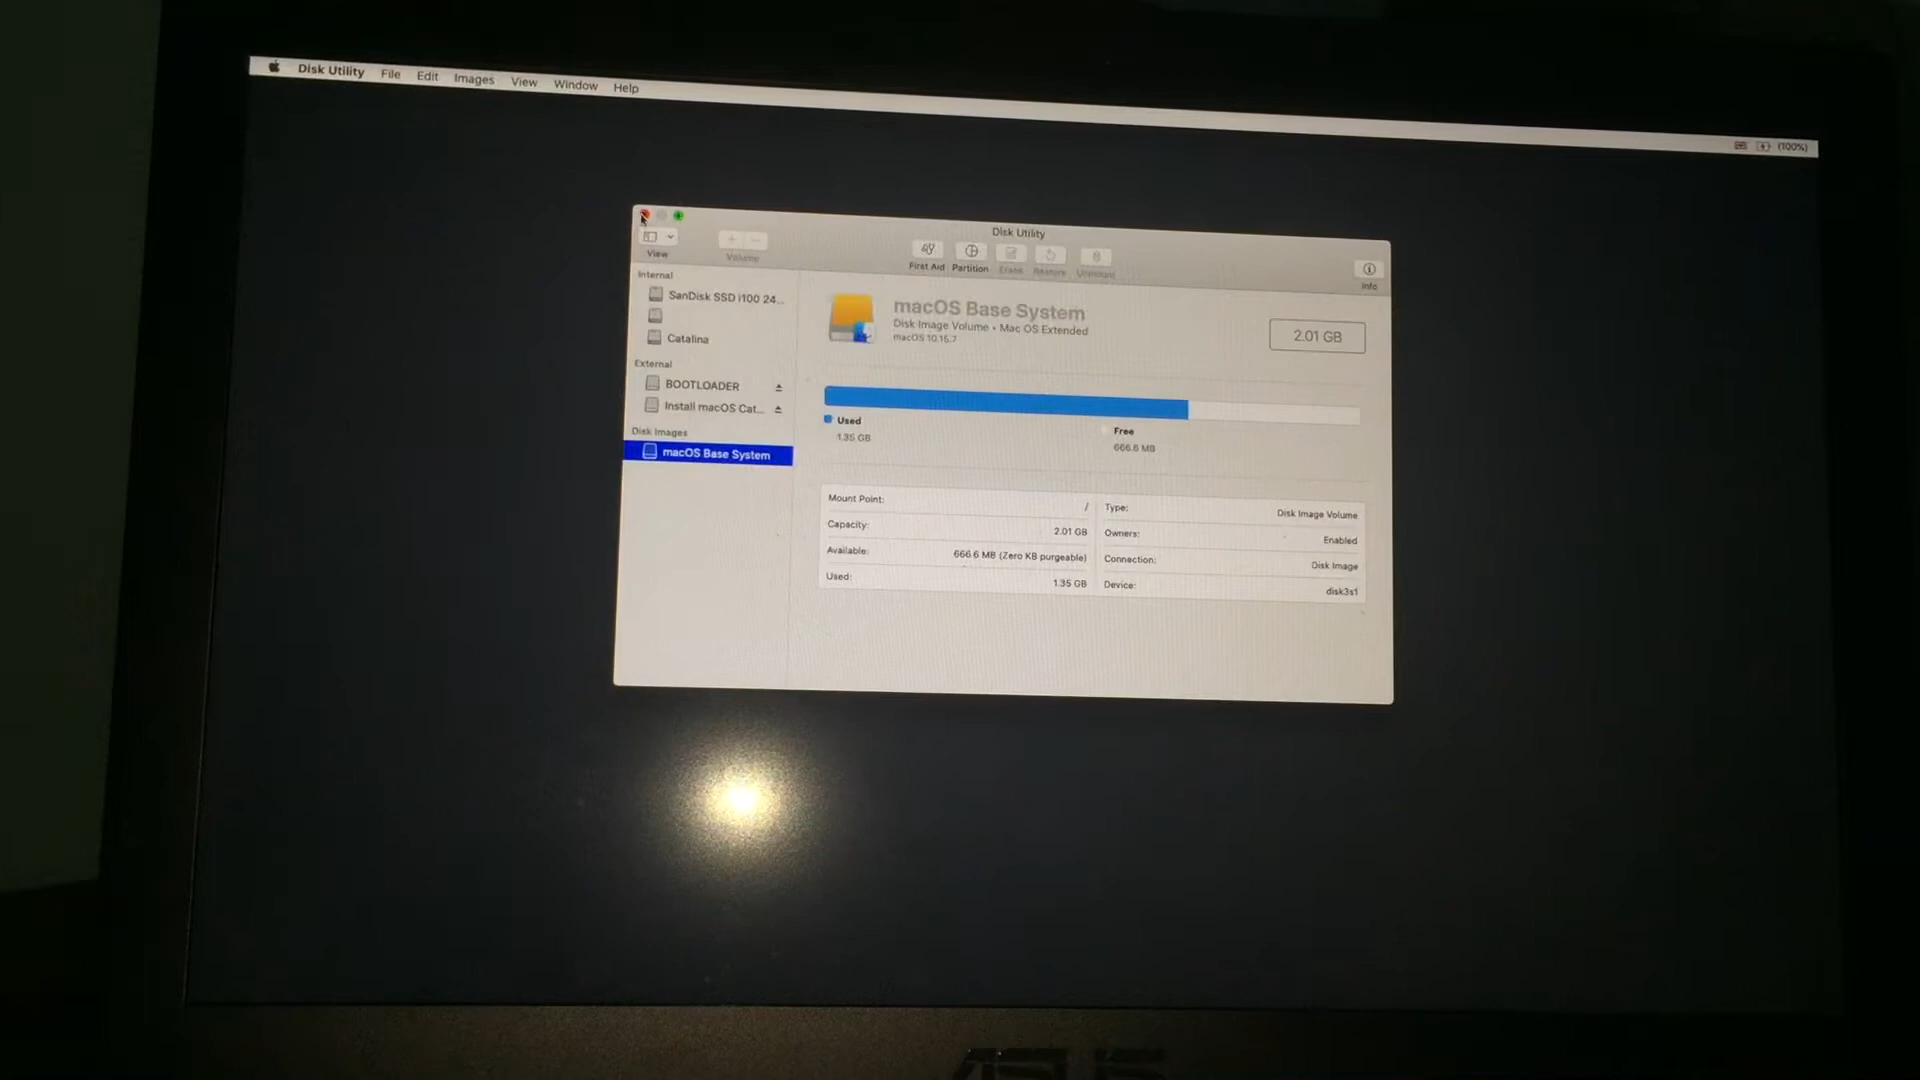 Disk Utility File Edit Images View Window Help
(100%)
Disk Utility
View
Volume
First Aid Partition Erase Restore Unmount
Info
Internal
SanDisk SSD i100 24...
Catalina
External
BOOTLOADER
Install macOS Cat...
Disk Images
macOS Base System
macOS Base System
Disk Image Volume • Mac OS Extended
macOS 10.15.7
2.01 GB
Used
1.35 GB
Free
666.6 MB
Mount Point: /
Capacity: 2.01 GB
Available: 666.6 MB (Zero KB purgeable)
Used: 1.35 GB
Type: Disk Image Volume
Owners: Enabled
Connection: Disk Image
Device: disk3s1
ASUS